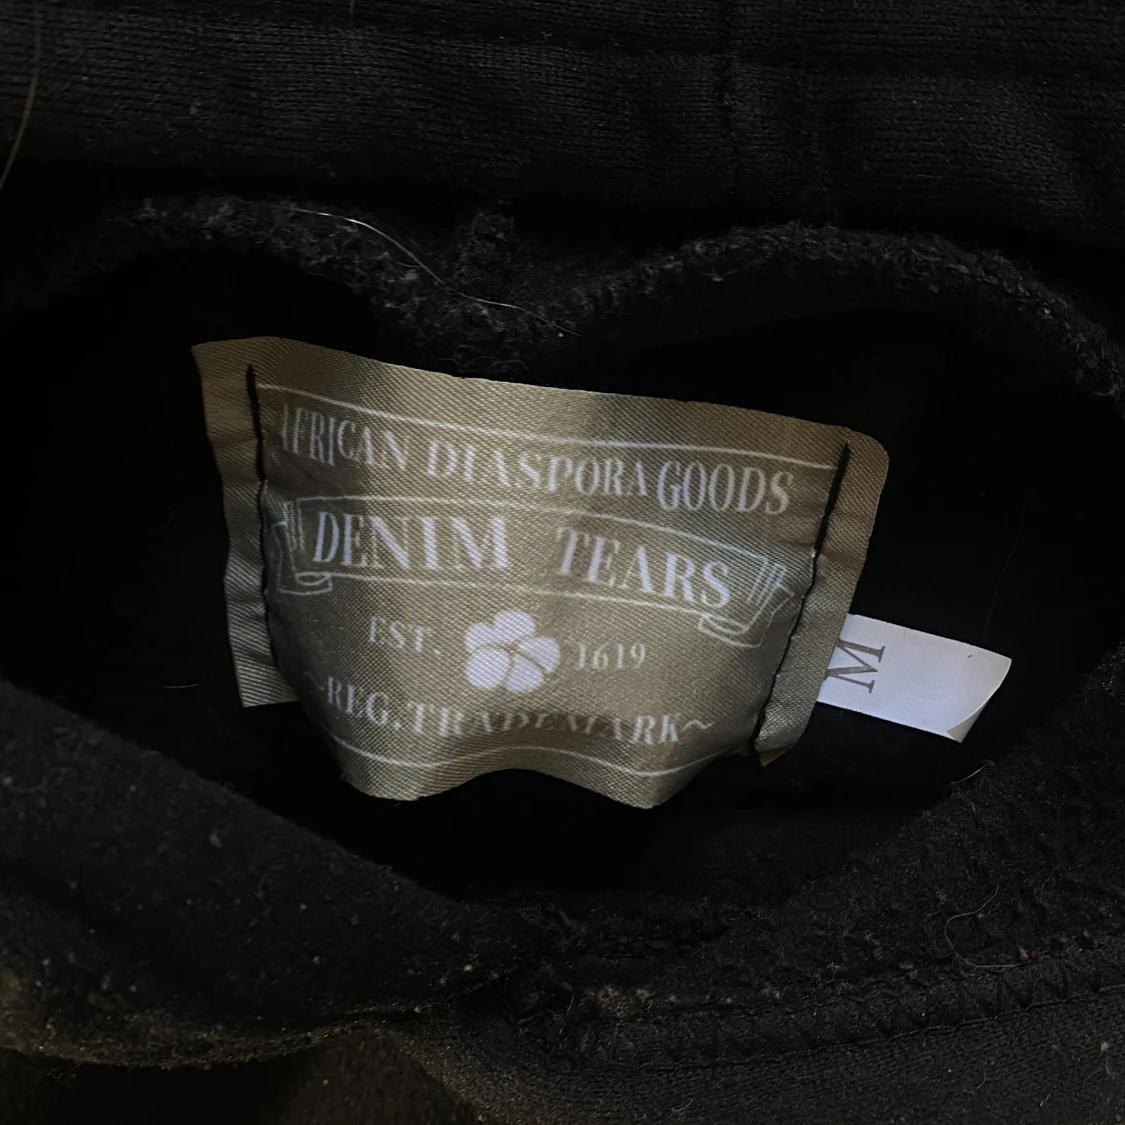 AFRICAN DIASPORA GOODS
DENIM TEARS
EST. 1619
~REG. TRADEMARK~
M